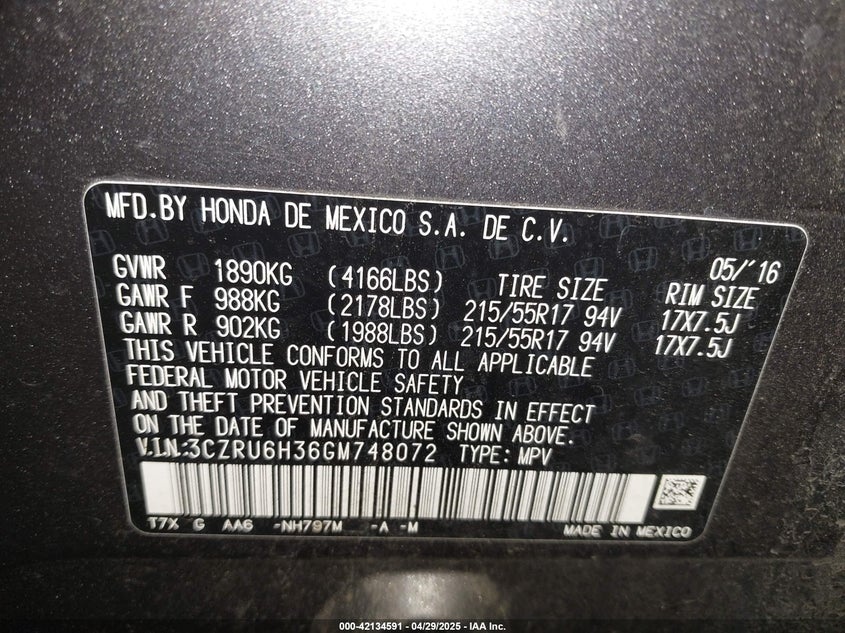 MFD.BY HONDA DE MEXICO S.A. DE C.V.
05/'16
GVWR 1890KG (4166LBS) TIRE SIZE RIM SIZE
GAWR F 988KG (2178LBS) 215/55R17 94V 17X7.5J
GAWR R 902KG (1988LBS) 215/55R17 94V 17X7.5J
THIS VEHICLE CONFORMS TO ALL APPLICABLE
FEDERAL MOTOR VEHICLE SAFETY
AND THEFT PREVENTION STANDARDS IN EFFECT
ON THE DATE OF MANUFACTURE SHOWN ABOVE.
V.I.N:3CZRU6H36GM748072 TYPE: MPV
T7X G AA6 -NH797M -A -M MADE IN MEXICO
000-42134591 - 04/29/2025 - IAA Inc.